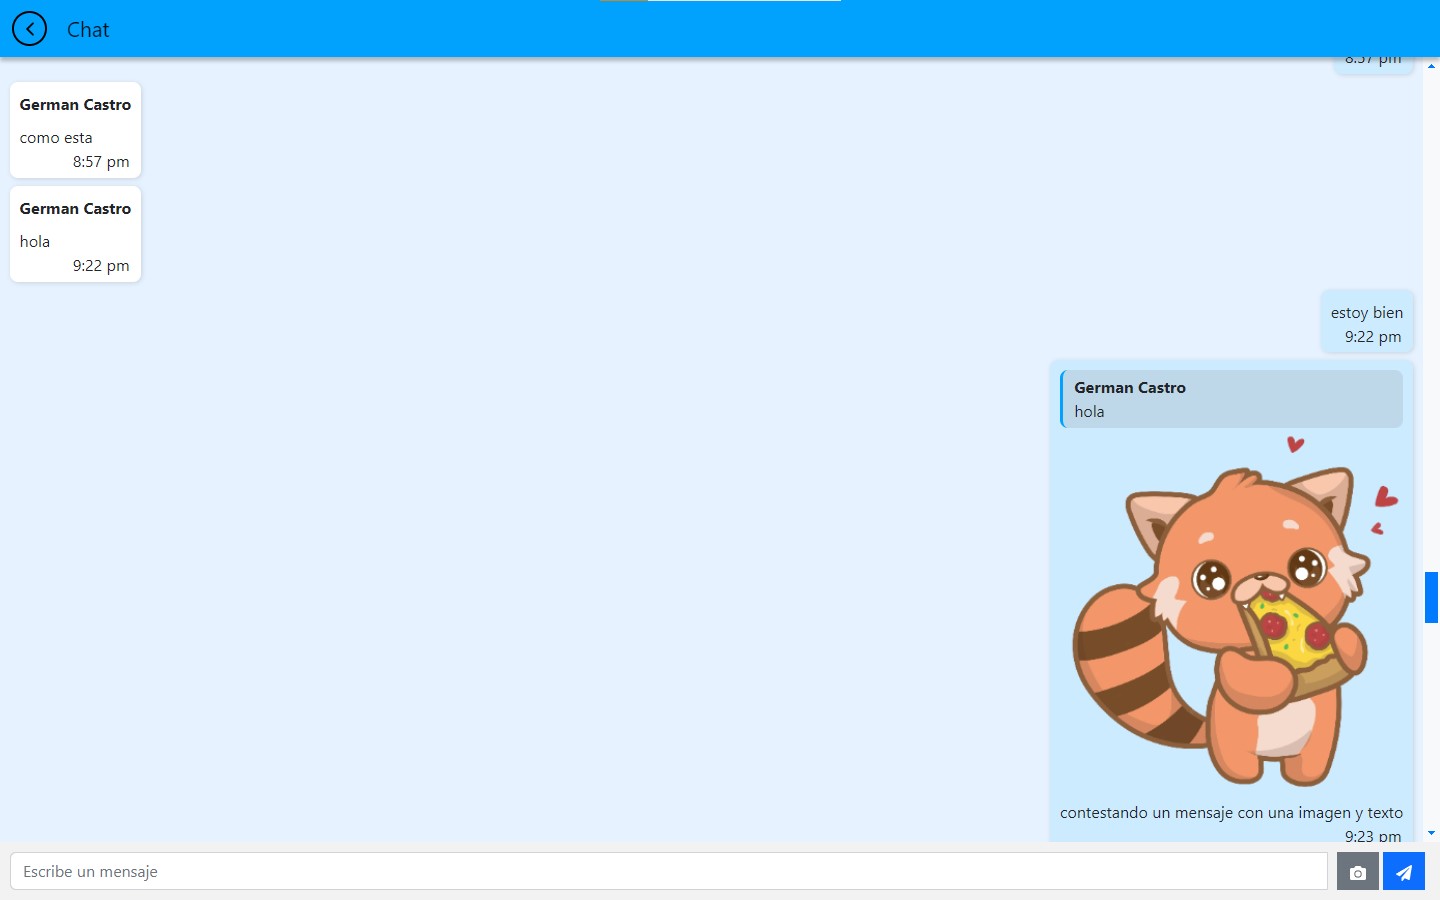 Chat
8:57 pm
German Castro
como esta
8:57 pm
German Castro
hola
9:22 pm
estoy bien
9:22 pm
German Castro
hola
contestando un mensaje con una imagen y texto
9:23 pm
Escribe un mensaje